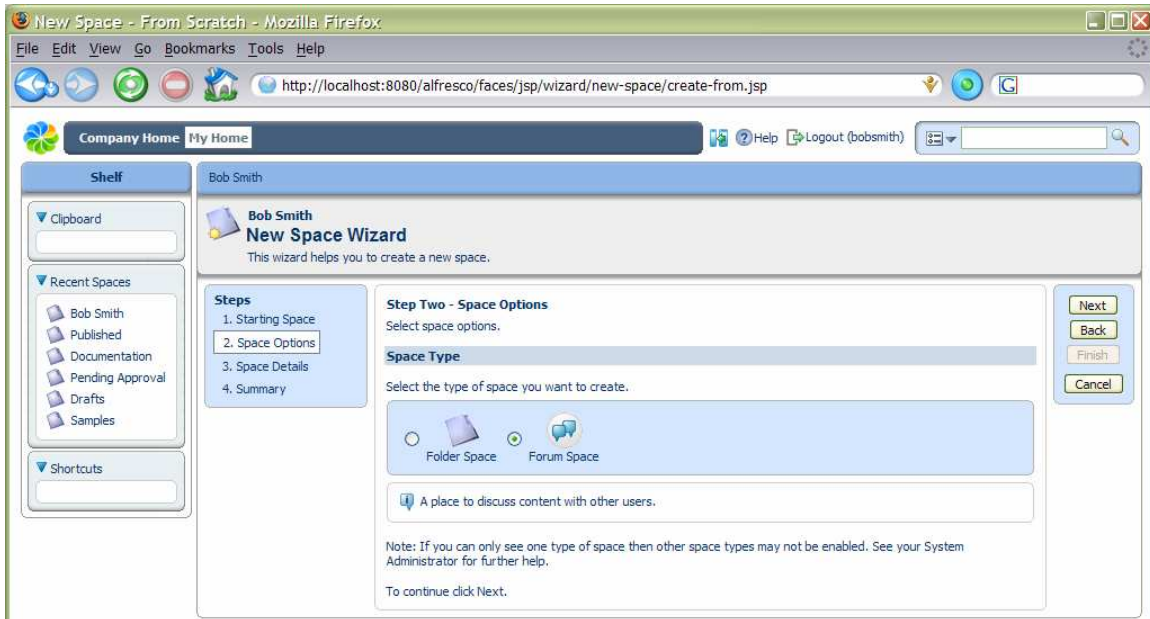 New Space - From Scratch - Mozilla Firefox
File Edit View Go Bookmarks Tools Help
http://localhost:8080/alfresco/faces/jsp/wizard/new-space/create-from.jsp
G
Company Home My Home
Help Logout (bobsmith)
Shelf
Bob Smith
Clipboard
Recent Spaces
Bob Smith
Published
Documentation
Pending Approval
Drafts
Samples
Shortcuts
Bob Smith
New Space Wizard
This wizard helps you to create a new space.
Steps
1. Starting Space
2. Space Options
3. Space Details
4. Summary
Step Two - Space Options
Select space options.
Space Type
Select the type of space you want to create.
Folder Space Forum Space
A place to discuss content with other users.
Note: If you can only see one type of space then other space types may not be enabled. See your System
Administrator for further help.
To continue click Next.
Next
Back
Finish
Cancel